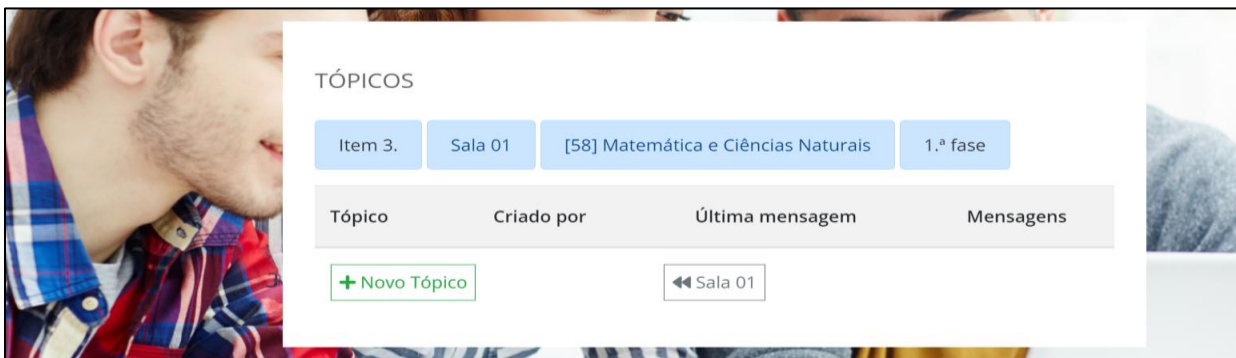 TÓPICOS
Item 3. Sala 01 [58] Matemática e Ciências Naturais 1.ª fase
Tópico Criado por Última mensagem Mensagens
+ Novo Tópico Sala 01